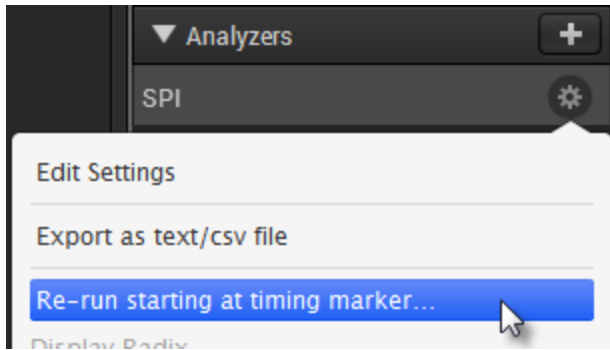 Analyzers
SPI
Edit Settings
Export as text/csv file
Re-run starting at timing marker...
Display Radix